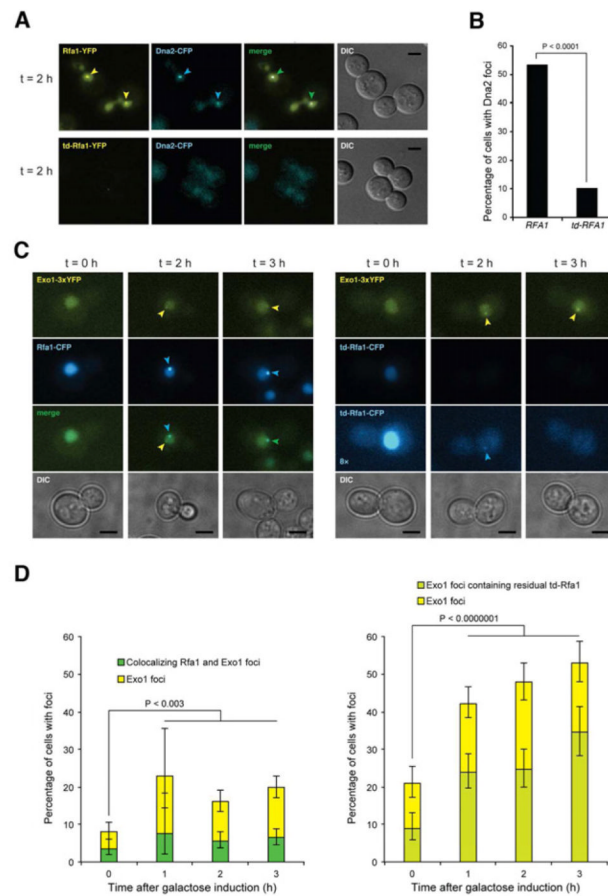 A
Rfa1-YFP Dna2-CFP merge DIC
t = 2 h
td-Rfa1-YFP Dna2-CFP merge DIC
t = 2 h
B
P < 0.0001
Percentage of cells with Dna2 foci
60
50
40
30
20
10
0
RFA1 td-RFA1
C
t = 0 h t = 2 h t = 3 h
Exo1-3xYFP
Rfa1-CFP
merge
DIC
t = 0 h t = 2 h t = 3 h
Exo1-3xYFP
td-Rfa1-CFP
td-Rfa1-CFP
8×
DIC
D
Colocalizing Rfa1 and Exo1 foci
Exo1 foci
P < 0.003
Percentage of cells with foci
60
50
40
30
20
10
0
0 1 2 3
Time after galactose induction (h)
Exo1 foci containing residual td-Rfa1
Exo1 foci
P < 0.0000001
Percentage of cells with foci
60
50
40
30
20
10
0
0 1 2 3
Time after galactose induction (h)